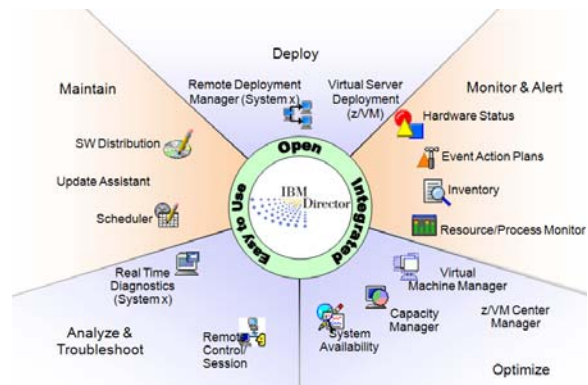 Deploy
Remote Deployment
Manager (System x)
Virtual Server
Deployment
(z/VM)
Maintain
SW Distribution
Update Assistant
Scheduler
Monitor & Alert
Hardware Status
Event Action Plans
Inventory
Resource/Process Monitor
Open
Easy to Use
Integrated
IBM
Director
Real Time
Diagnostics
(System x)
Analyze &
Troubleshoot
Remote
Control/
Session
Virtual
Machine Manager
Capacity
Manager
System
Availability
z/VM Center
Manager
Optimize